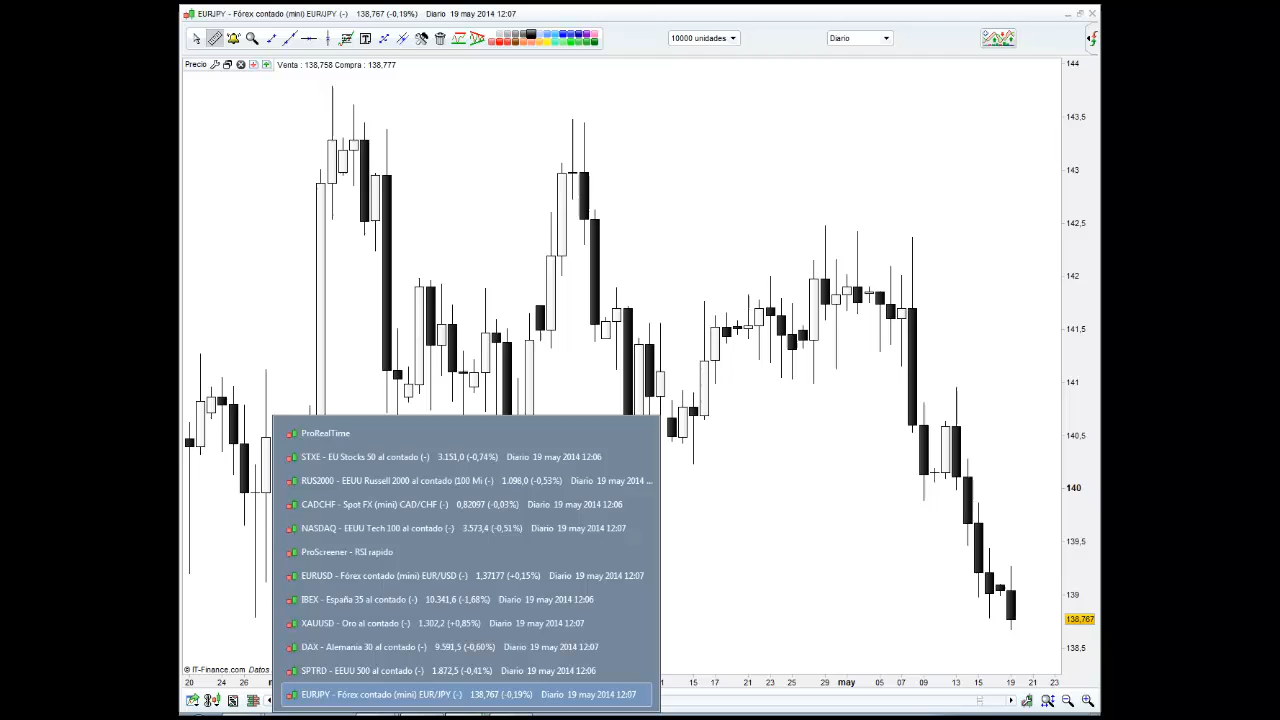 EURJPY - Fórex contado (mini) EUR/JPY (-) 138,767 (-0,19%) Diario 19 may 2014 12:07
10000 unidades
Diario
Precio
Venta : 138,758 Compra : 138,777
144
143,5
143
142,5
142
141,5
141
140,5
140
139,5
139
138,767
138,5
ProRealTime
STXE - EU Stocks 50 al contado (-) 3.151,0 (-0,74%) Diario 19 may 2014 12:06
RUS2000 - EEUU Russell 2000 al contado (100 Mi (-) 1.098,0 (-0,53%) Diario 19 may 2014 ...
CADCHF - Spot FX (mini) CAD/CHF (-) 0,82097 (-0,03%) Diario 19 may 2014 12:06
NASDAQ - EEUU Tech 100 al contado (-) 3.573,4 (-0,51%) Diario 19 may 2014 12:07
ProScreener - RSI rapido
EURUSD - Fórex contado (mini) EUR/USD (-) 1,37177 (+0,15%) Diario 19 may 2014 12:07
IBEX - España 35 al contado (-) 10.341,6 (-1,68%) Diario 19 may 2014 12:06
XAUUSD - Oro al contado (-) 1.302,2 (+0,85%) Diario 19 may 2014 12:07
DAX - Alemania 30 al contado (-) 9.591,5 (-0,60%) Diario 19 may 2014 12:07
SPTRD - EEUU 500 al contado (-) 1.872,5 (-0,41%) Diario 19 may 2014 12:06
EURJPY - Fórex contado (mini) EUR/JPY (-) 138,767 (-0,19%) Diario 19 may 2014 12:07
© IT-Finance.com Datos
20 24 26 15 17 21 23 25 29 may 05 07 09 13 15 19 21 23